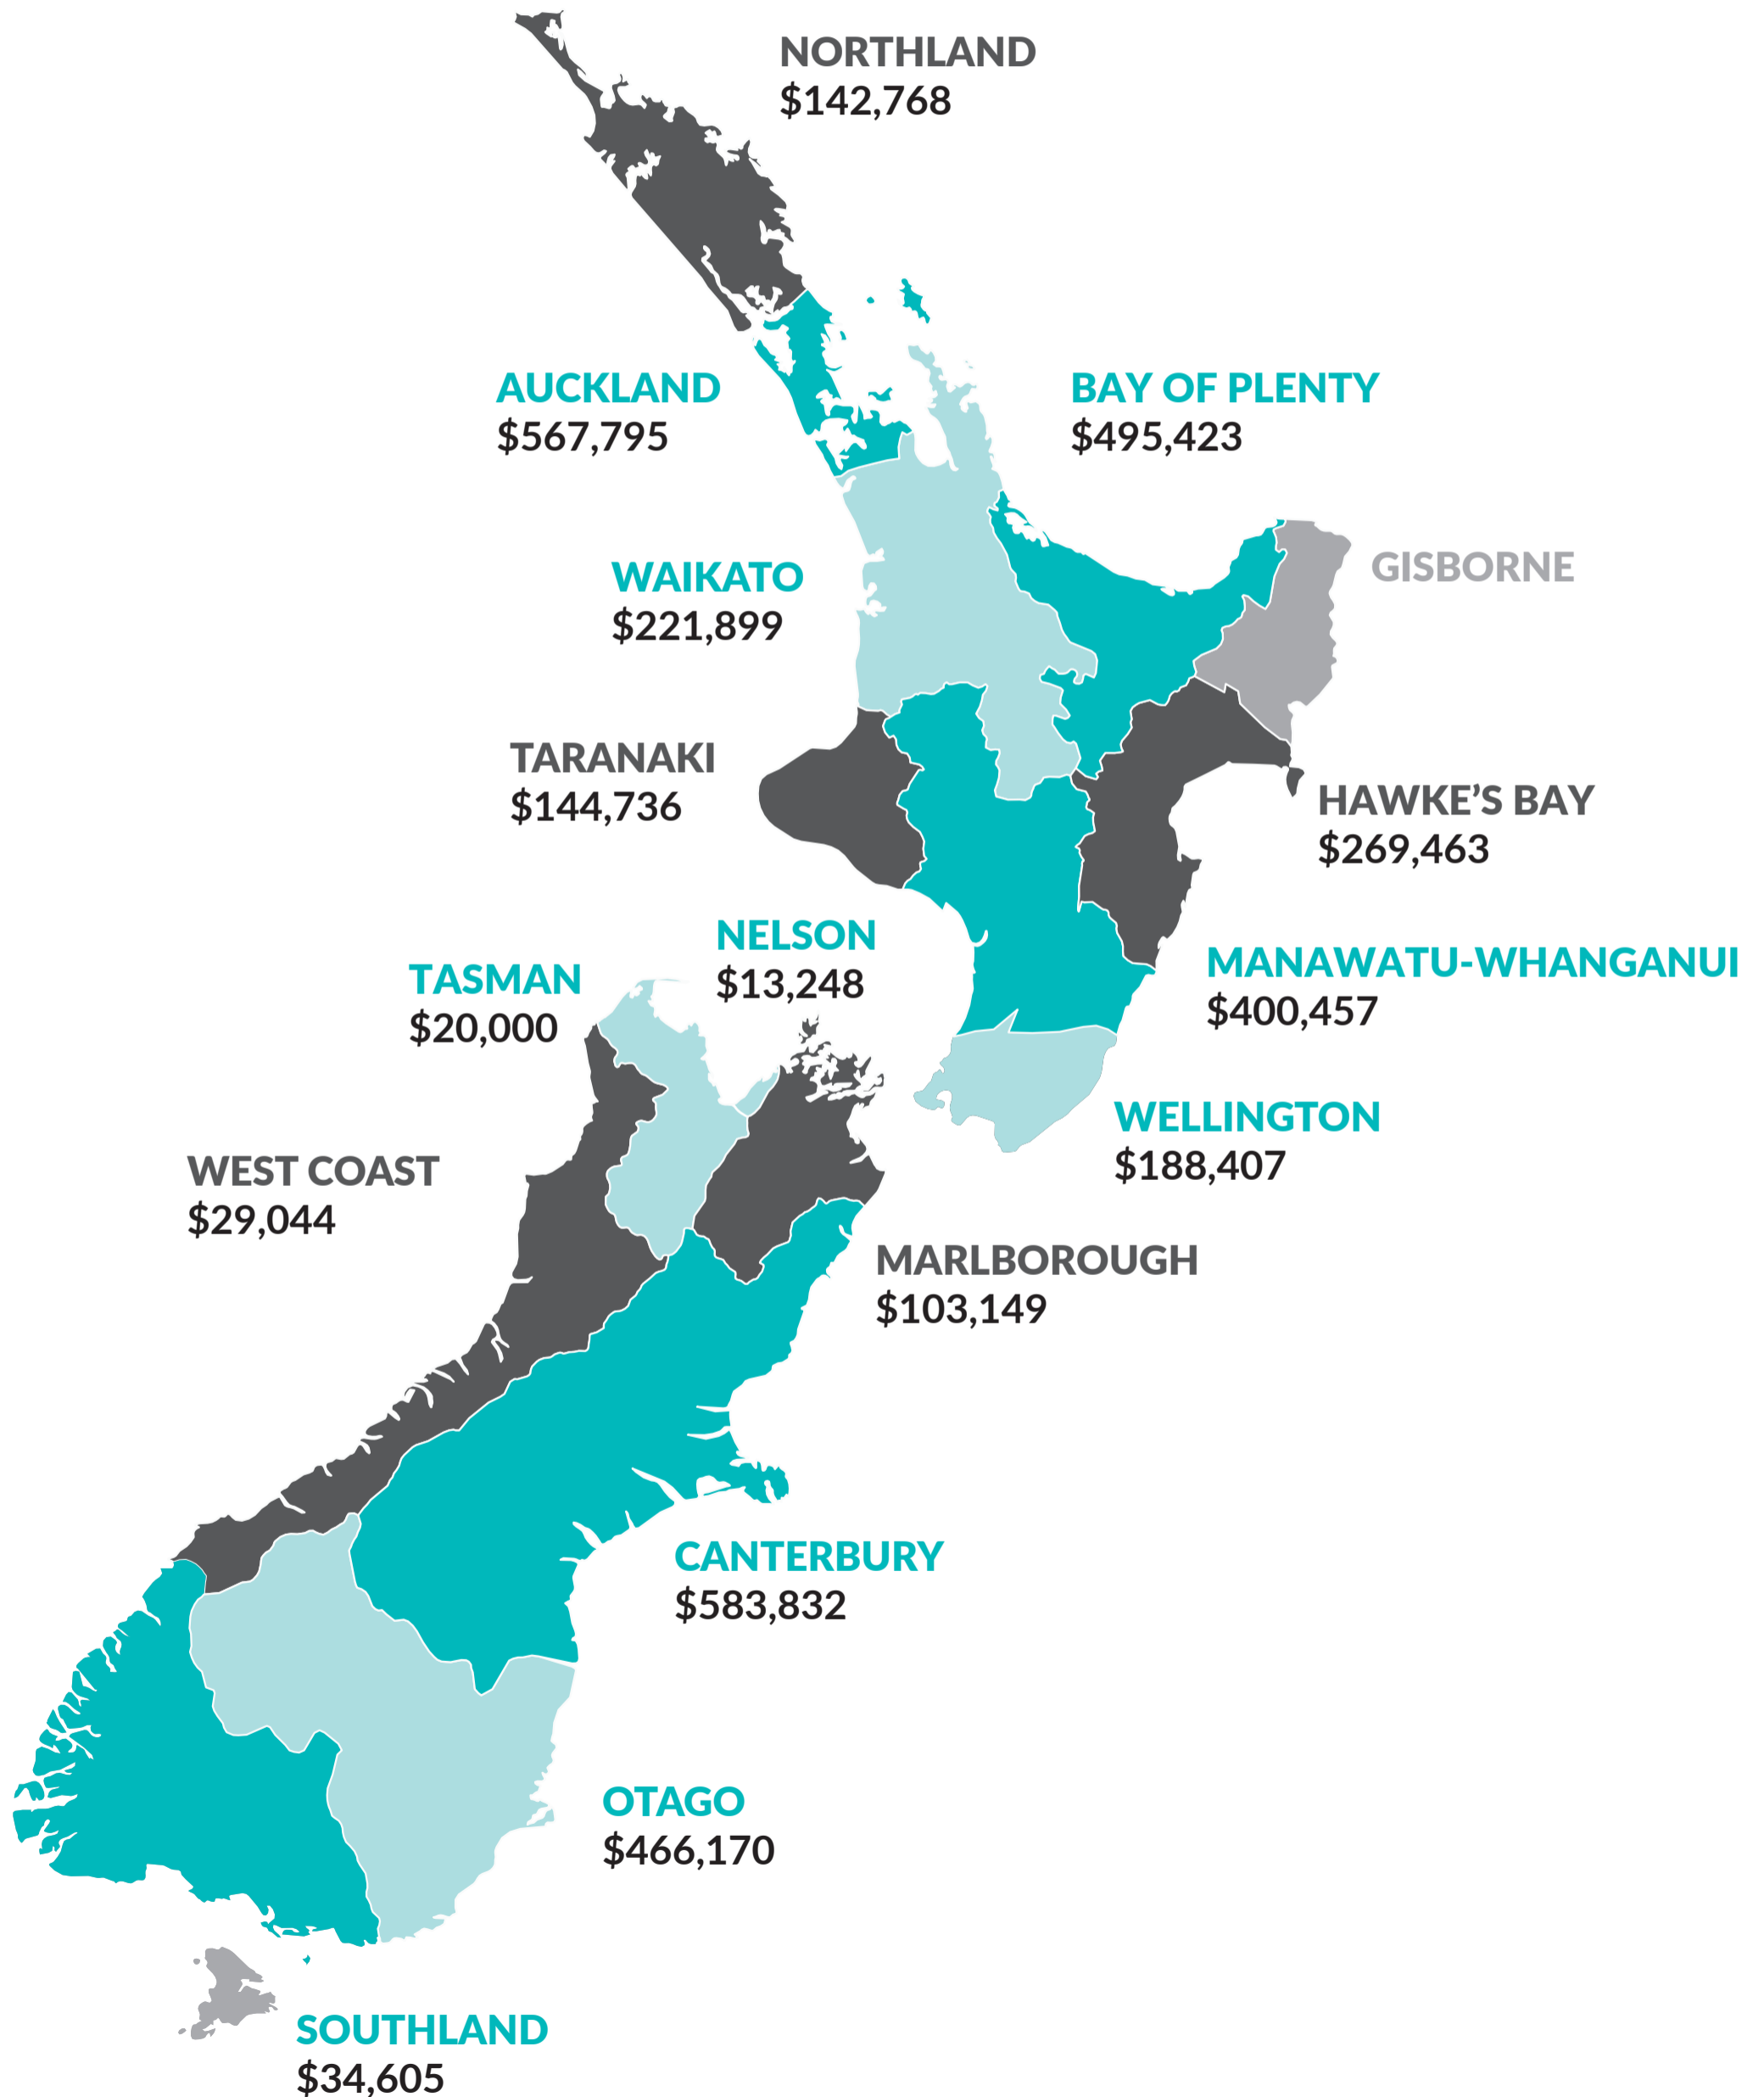 NORTHLAND
$142,768
AUCKLAND
$567,795
BAY OF PLENTY
$495,423
WAIKATO
$221,899
GISBORNE
TARANAKI
$144,736
HAWKE'S BAY
$269,463
NELSON
$13,248
TASMAN
$20,000
MANAWATU-WHANGANUI
$400,457
WELLINGTON
$188,407
WEST COAST
$29,044
MARLBOROUGH
$103,149
CANTERBURY
$583,832
OTAGO
$466,170
SOUTHLAND
$34,605